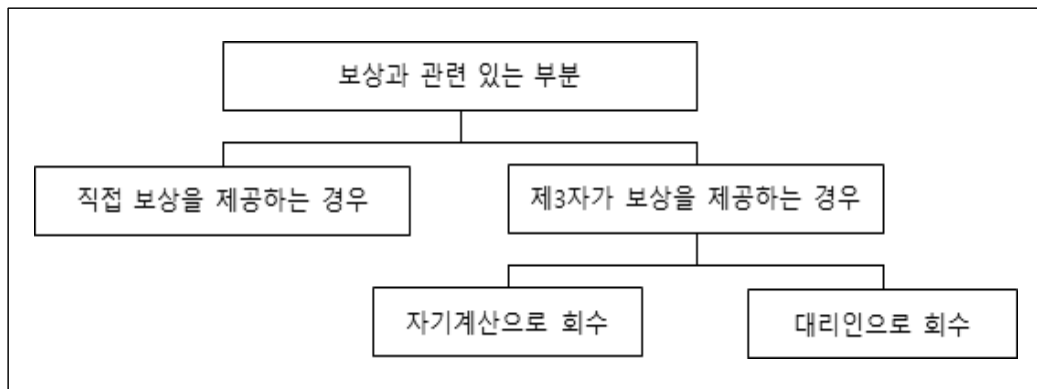 보상과 관련 있는 부분
직접 보상을 제공하는 경우
제3자가 보상을 제공하는 경우
자기계산으로 회수
대리인으로 회수